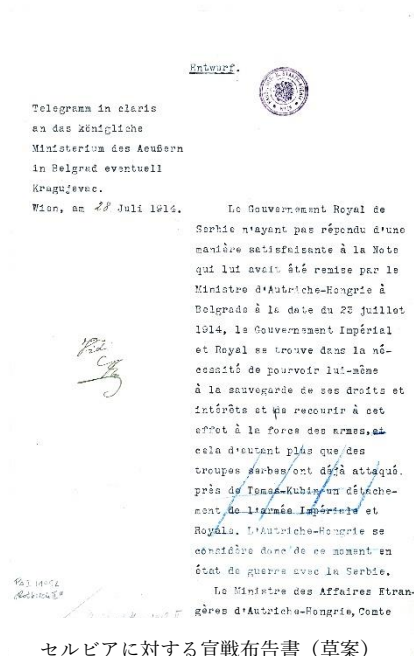 Entwurf.
Telegramm in claris
an das königliche
Ministerium des Aeußern
in Belgrad eventuell
Kragujevac.
Wien, am 28 Juli 1914.
Le Gouvernement Royal de
Serbie n'ayant pas répondu d'une
manière satisfaisante à la Note
qui lui avait été remise par le
Ministre d'Autriche-Hongrie à
Belgrade à la date du 23 juillet
1914, le Gouvernement Impérial
et Royal se trouve dans la né-
cessité de pourvoir lui-même
à la sauvegarde de ses droits et
intérêts et de recourir à cet
effet à la force des armes, et
cela d'autant plus que des
troupes serbes ont déjà attaqué
près de Temes-Kubin un détache-
ment de l'armée Impériale et
Royale. L'Autriche-Hongrie se
considère donc de ce moment en
état de guerre avec la Serbie.
Le Ministre des Affaires Etran-
gères d'Autriche-Hongrie, Comte
セルビアに対する宣戦布告書（草案）